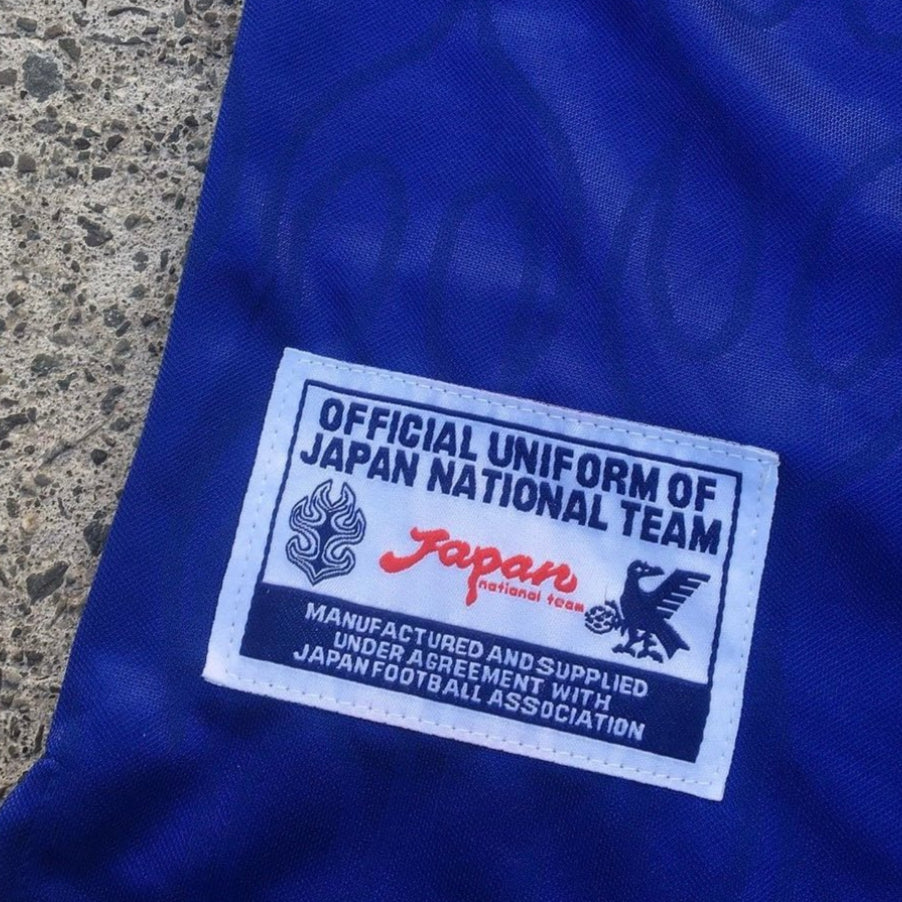 OFFICIAL UNIFORM OF
JAPAN NATIONAL TEAM
Japan
national team
MANUFACTURED AND SUPPLIED
UNDER AGREEMENT WITH
JAPAN FOOTBALL ASSOCIATION